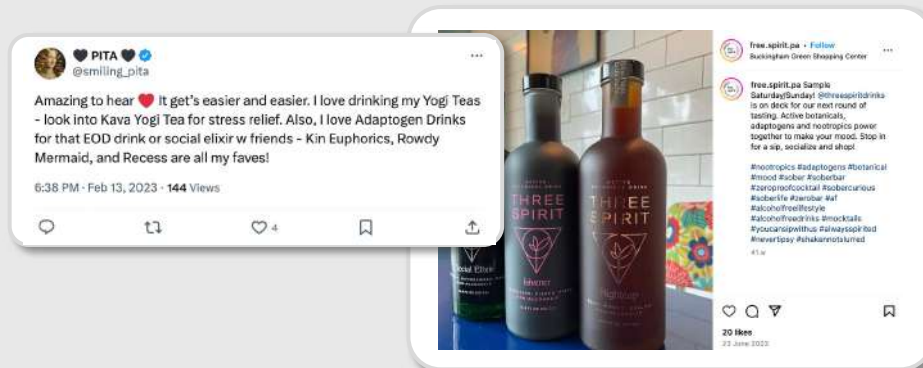 🖤 PITA 🖤
@smiling_pita
Amazing to hear ❤️ It get's easier and easier. I love drinking my Yogi Teas
- look into Kava Yogi Tea for stress relief. Also, I love Adaptogen Drinks
for that EOD drink or social elixir w friends - Kin Euphorics, Rowdy
Mermaid, and Recess are all my faves!
6:38 PM · Feb 13, 2023 · 144 Views
4
THREE
SPIRIT
THREE
SPIRIT
Social Elixir
Livener
Nightcap
free.spirit.pa • Follow
Buckingham Green Shopping Center
free.spirit.pa Sample
Saturday/Sunday! @threespiritdrinks
is on deck for our next round of
tasting. Active botanicals,
adaptogens and nootropics power
together to make your mood. Stop in
for a sip, socialize and shop!
#nootropics #adaptogens #botanical
#mood #sober #soberbar
#zeroproofcocktail #sobercurious
#soberlife #zerobar #af
#alcoholfreelifestyle
#alcoholfreedrinks #mocktails
#youcansipwithus #alwaysspirited
#nevertipsy #shakennotslurred
41 w
20 likes